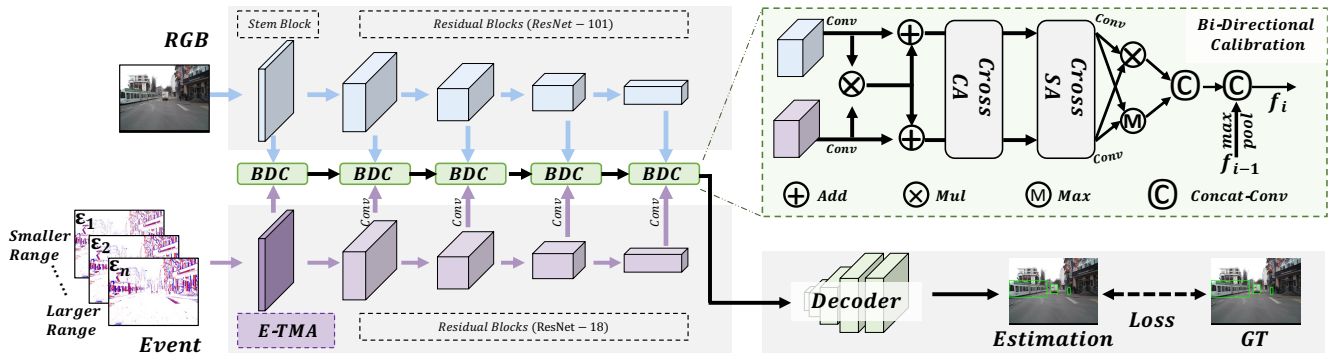 RGB
Stem Block
Residual Blocks (ResNet − 101)
BDC
BDC
BDC
BDC
BDC
Conv
Conv
Conv
Conv
ε1
ε2
εn
Smaller
Range
Larger
Range
Event
E-TMA
Residual Blocks (ResNet − 18)
Bi-Directional
Calibration
Conv
Conv
Cross
CA
Cross
SA
Conv
Conv
M
C
C
fi
max
pool
fi−1
Add
Mul
M
Max
C
Concat-Conv
Decoder
Estimation
Loss
GT